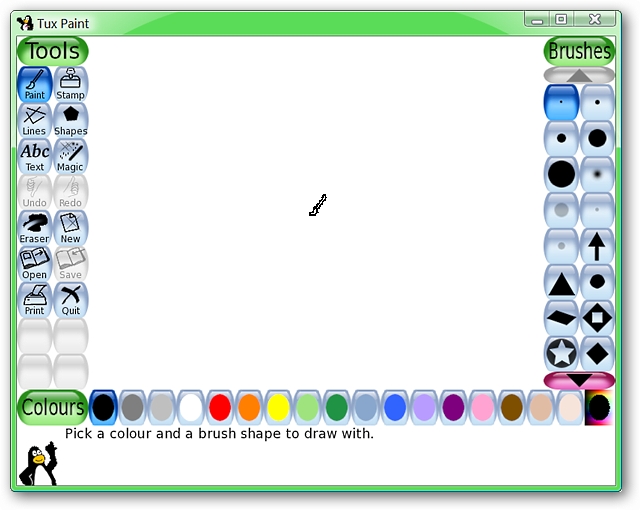 Tux Paint
Tools
Brushes
Paint
Stamp
Lines
Shapes
Abc
Text
Magic
Undo
Redo
Eraser
New
Open
Save
Print
Quit
Colours
Pick a colour and a brush shape to draw with.